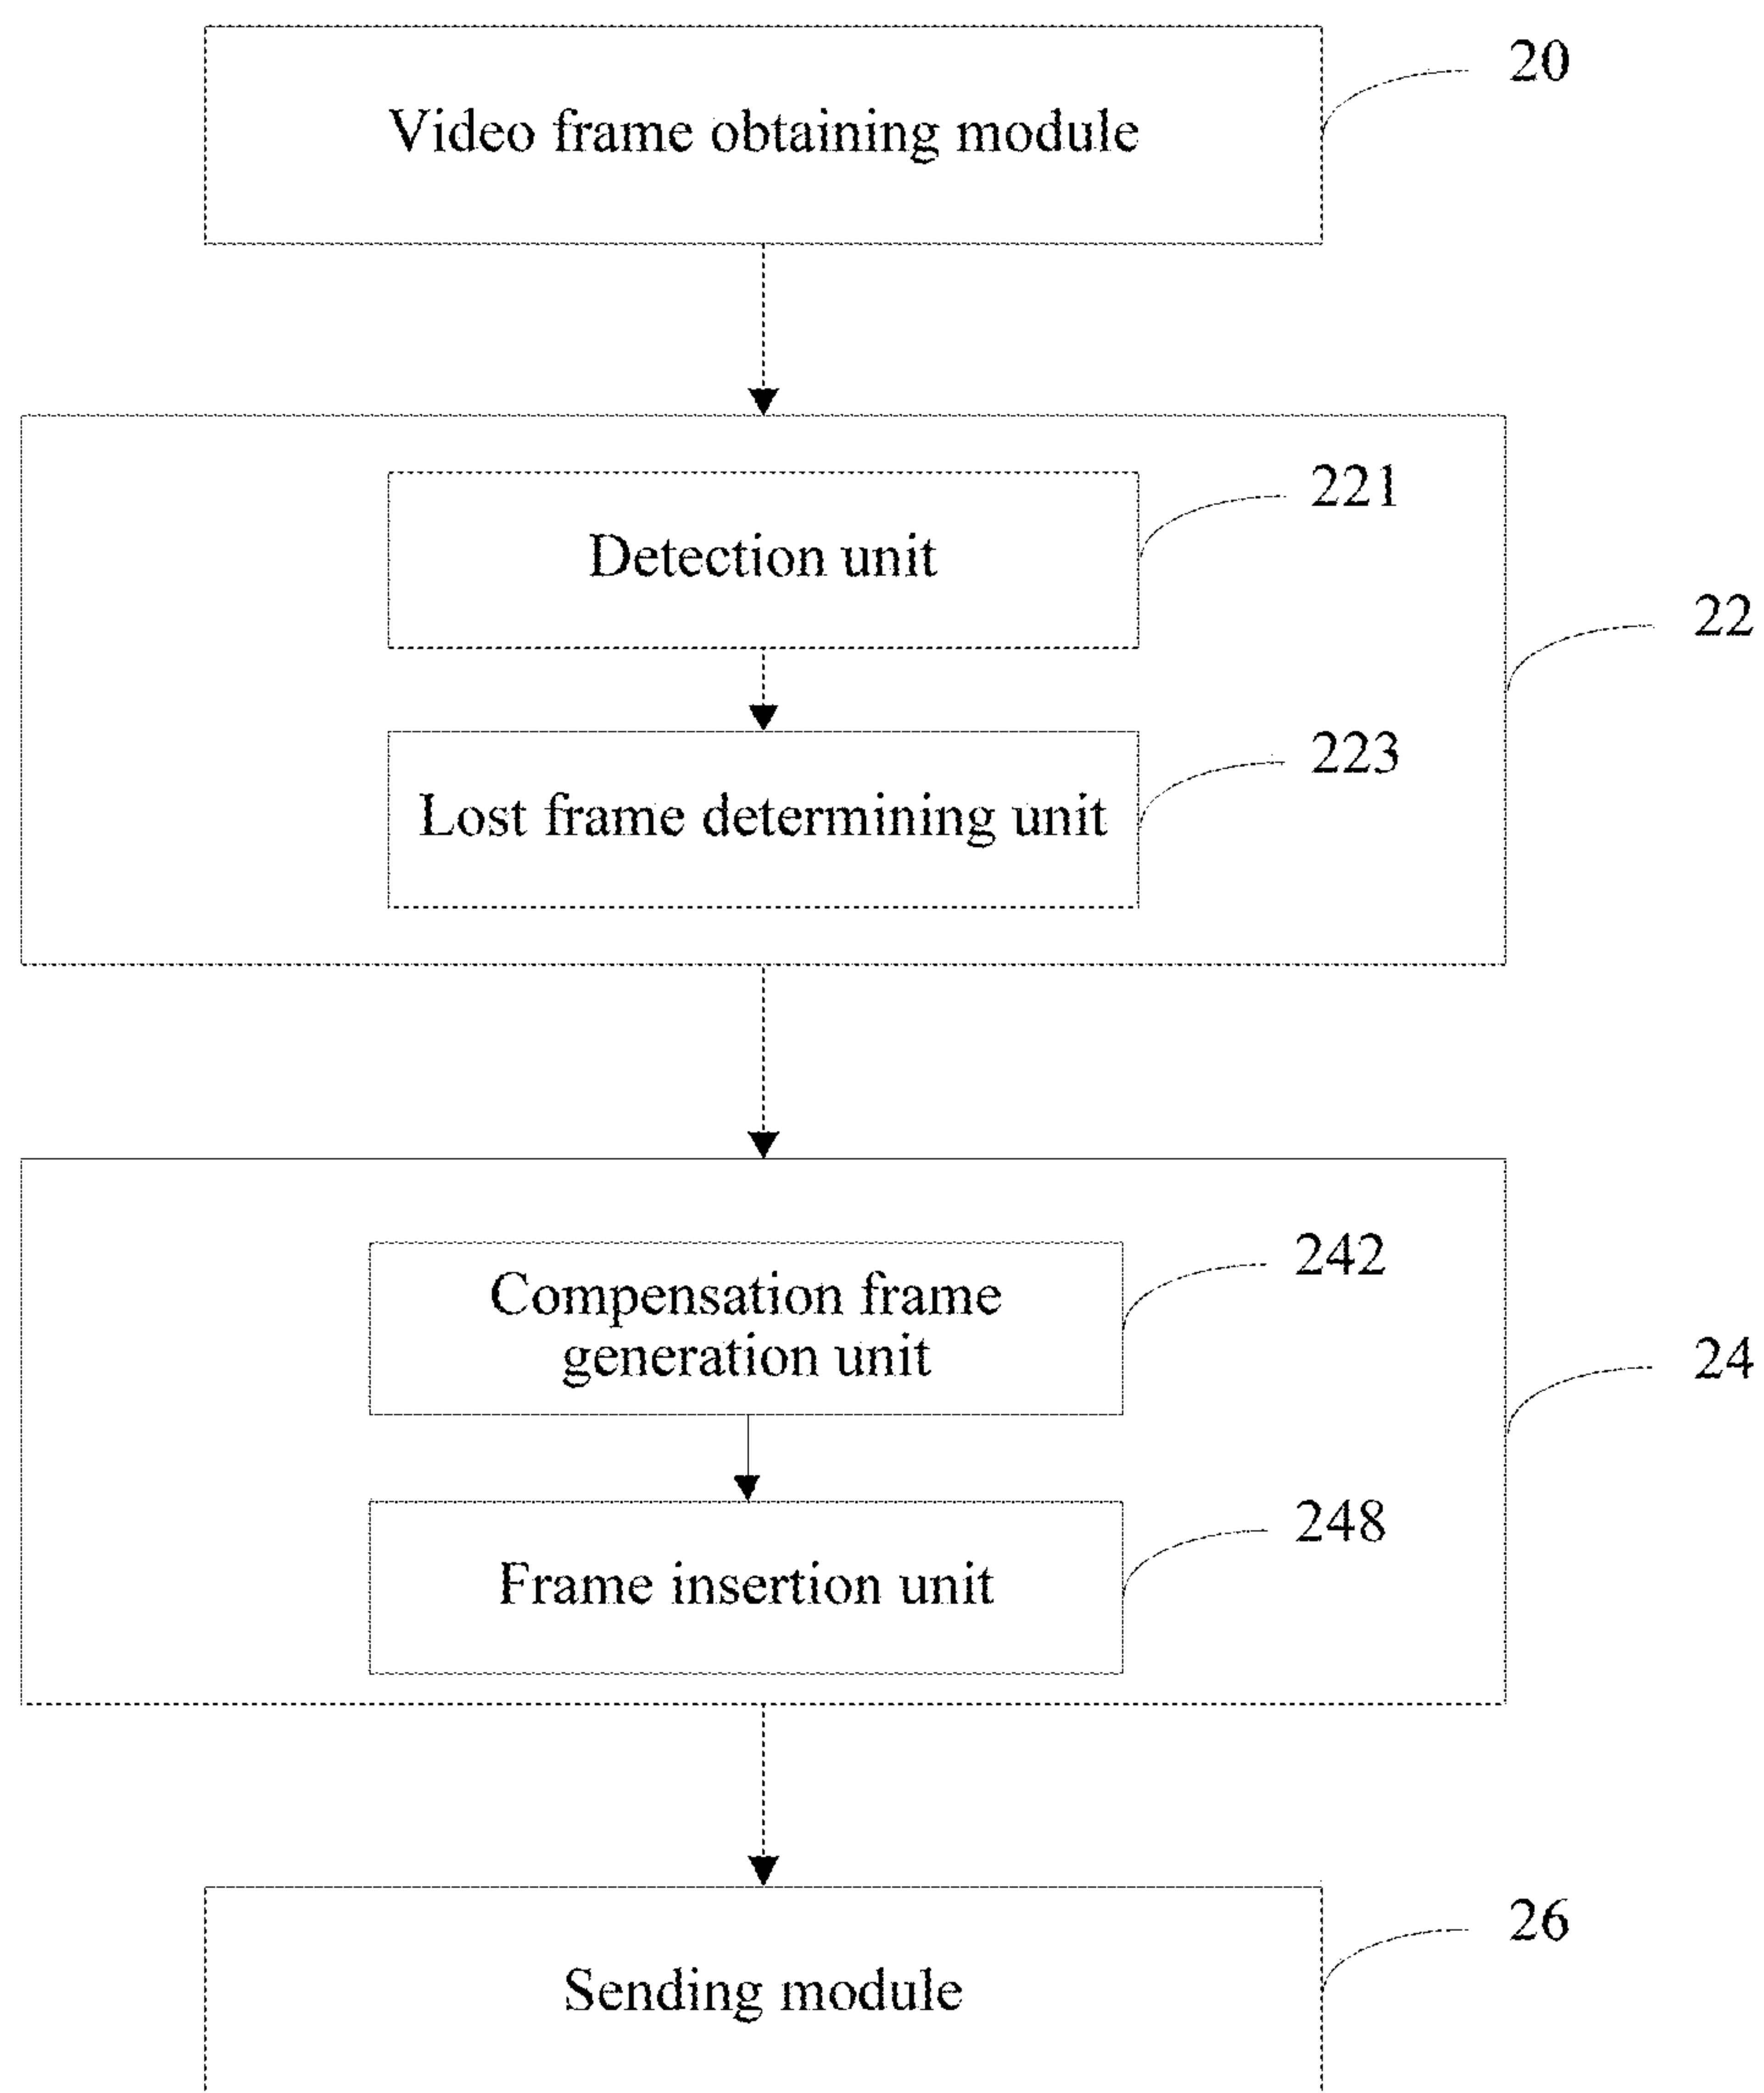 20
Video frame obtaining module
221
Detection unit
22
223
Lost frame determining unit
242
Compensation frame
generation unit
24
248
Frame insertion unit
26
Sending module